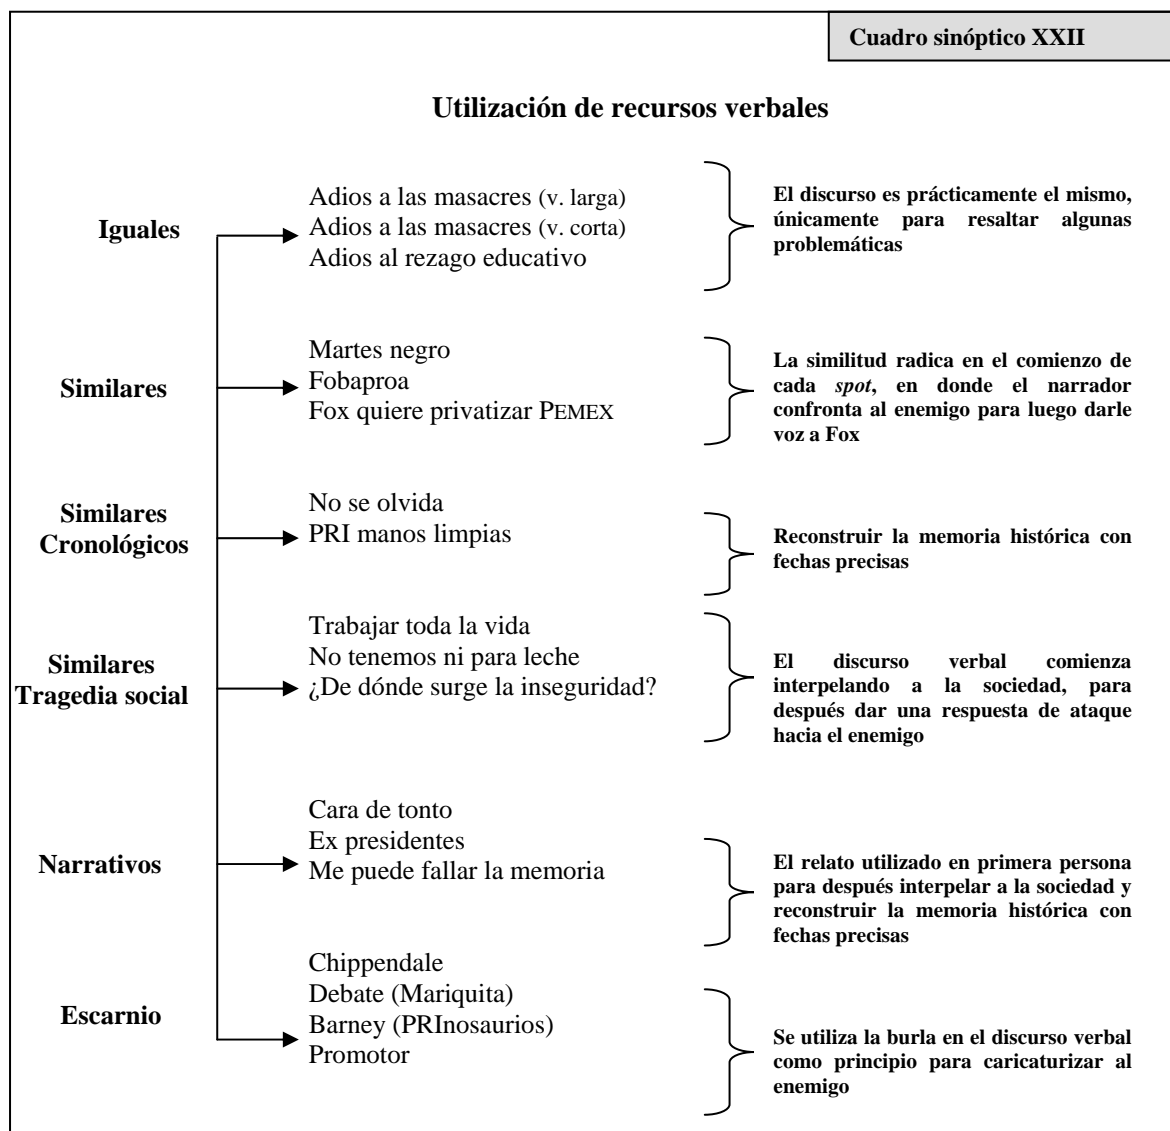 Cuadro sinóptico XXII
Utilización de recursos verbales
Iguales
Adios a las masacres (v. larga)
Adios a las masacres (v. corta)
Adios al rezago educativo
El discurso es prácticamente el mismo,
únicamente para resaltar algunas
problemáticas
Similares
Martes negro
Fobaproa
Fox quiere privatizar PEMEX
La similitud radica en el comienzo de
cada spot, en donde el narrador
confronta al enemigo para luego darle
voz a Fox
Similares
Cronológicos
No se olvida
PRI manos limpias
Reconstruir la memoria histórica con
fechas precisas
Similares
Tragedia social
Trabajar toda la vida
No tenemos ni para leche
¿De dónde surge la inseguridad?
El discurso verbal comienza
interpelando a la sociedad, para
después dar una respuesta de ataque
hacia el enemigo
Narrativos
Cara de tonto
Ex presidentes
Me puede fallar la memoria
El relato utilizado en primera persona
para después interpelar a la sociedad y
reconstruir la memoria histórica con
fechas precisas
Escarnio
Chippendale
Debate (Mariquita)
Barney (PRInosaurios)
Promotor
Se utiliza la burla en el discurso verbal
como principio para caricaturizar al
enemigo